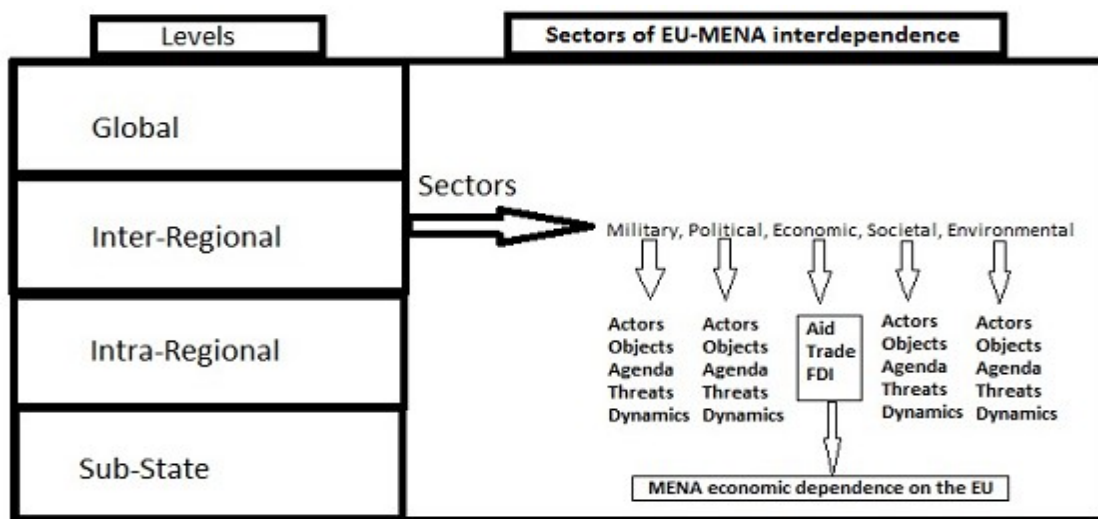 Levels
Sectors of EU-MENA interdependence
Global
Inter-Regional
Intra-Regional
Sub-State
Sectors
Military, Political, Economic, Societal, Environmental
Actors
Objects
Agenda
Threats
Dynamics
Actors
Objects
Agenda
Threats
Dynamics
Aid
Trade
FDI
Actors
Objects
Agenda
Threats
Dynamics
Actors
Objects
Agenda
Threats
Dynamics
MENA economic dependence on the EU